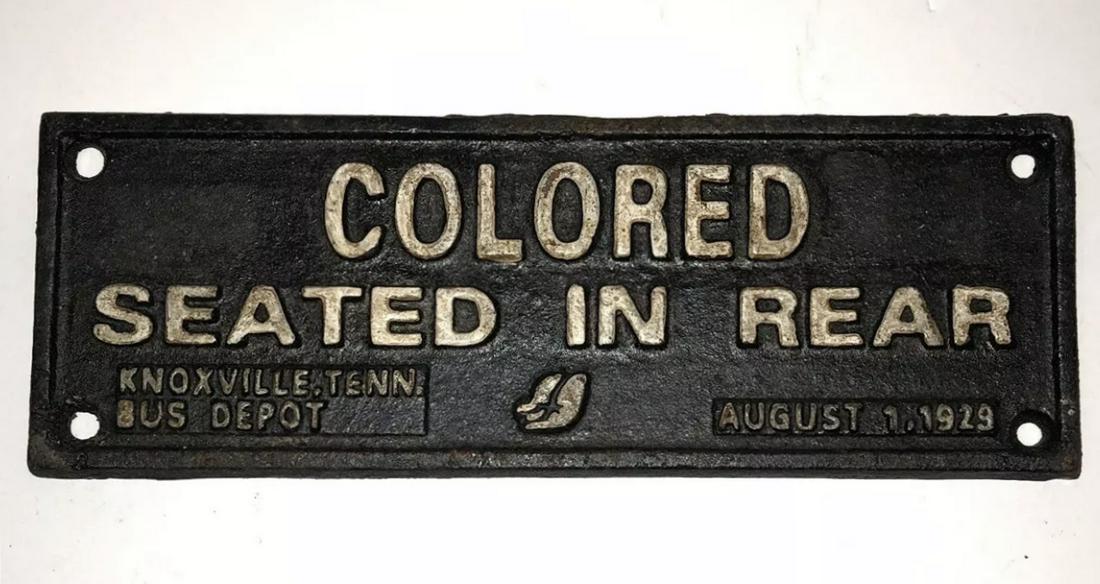 COLORED
SEATED IN REAR
KNOXVILLE, TENN.
BUS DEPOT
AUGUST 1, 1929